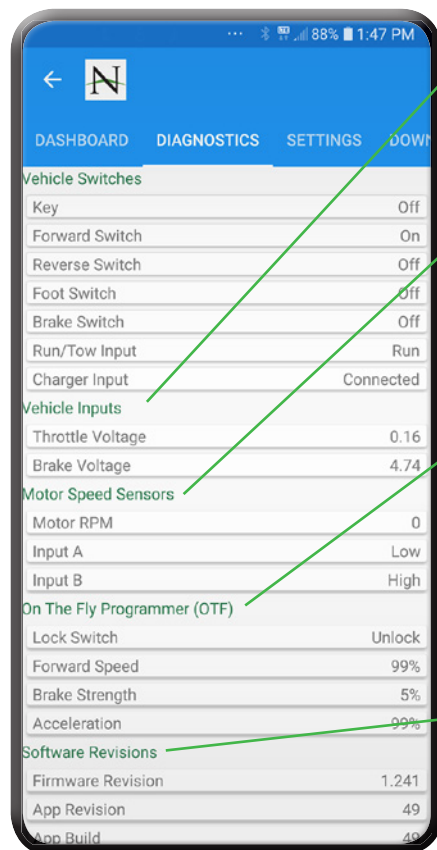 88% 1:47 PM
N
DASHBOARD DIAGNOSTICS SETTINGS DOWN
Vehicle Switches
Key Off
Forward Switch On
Reverse Switch Off
Foot Switch Off
Brake Switch Off
Run/Tow Input Run
Charger Input Connected
Vehicle Inputs
Throttle Voltage 0.16
Brake Voltage 4.74
Motor Speed Sensors
Motor RPM 0
Input A Low
Input B High
On The Fly Programmer (OTF)
Lock Switch Unlock
Forward Speed 99%
Brake Strength 5%
Acceleration 99%
Software Revisions
Firmware Revision 1.241
App Revision 49
App Build 49